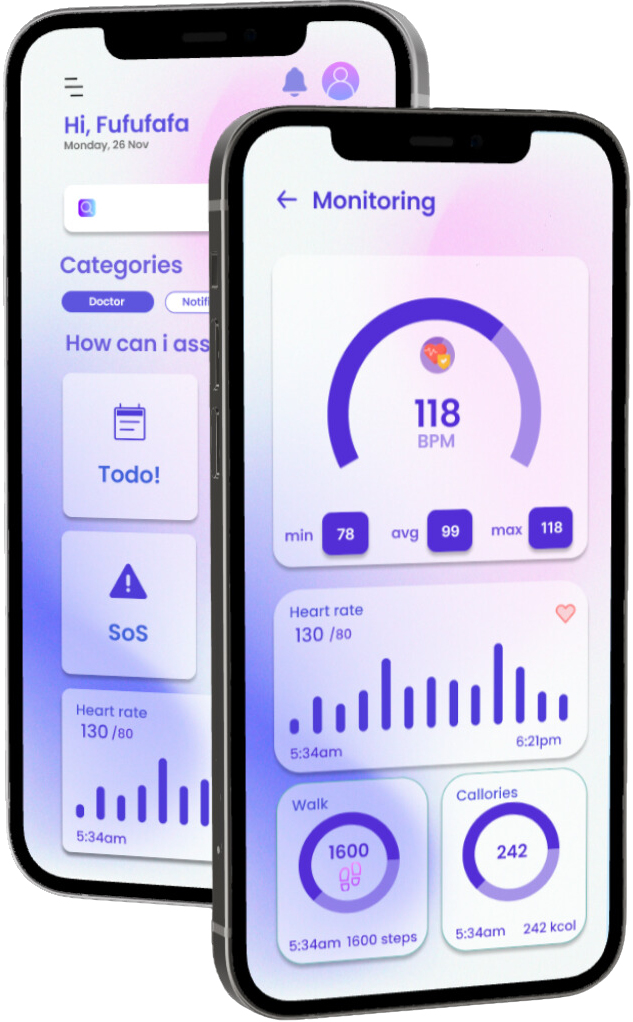 Hi, Fufufafa
Monday, 26 Nov
Categories
Doctor
Notifi
How can i ass
Todo!
SoS
Heart rate
130 /80
5:34am
Monitoring
118
BPM
min 78 avg 99 max 118
Heart rate
130 /80
5:34am 6:21pm
Walk
1600
5:34am 1600 steps
Callories
242
5:34am 242 kcol